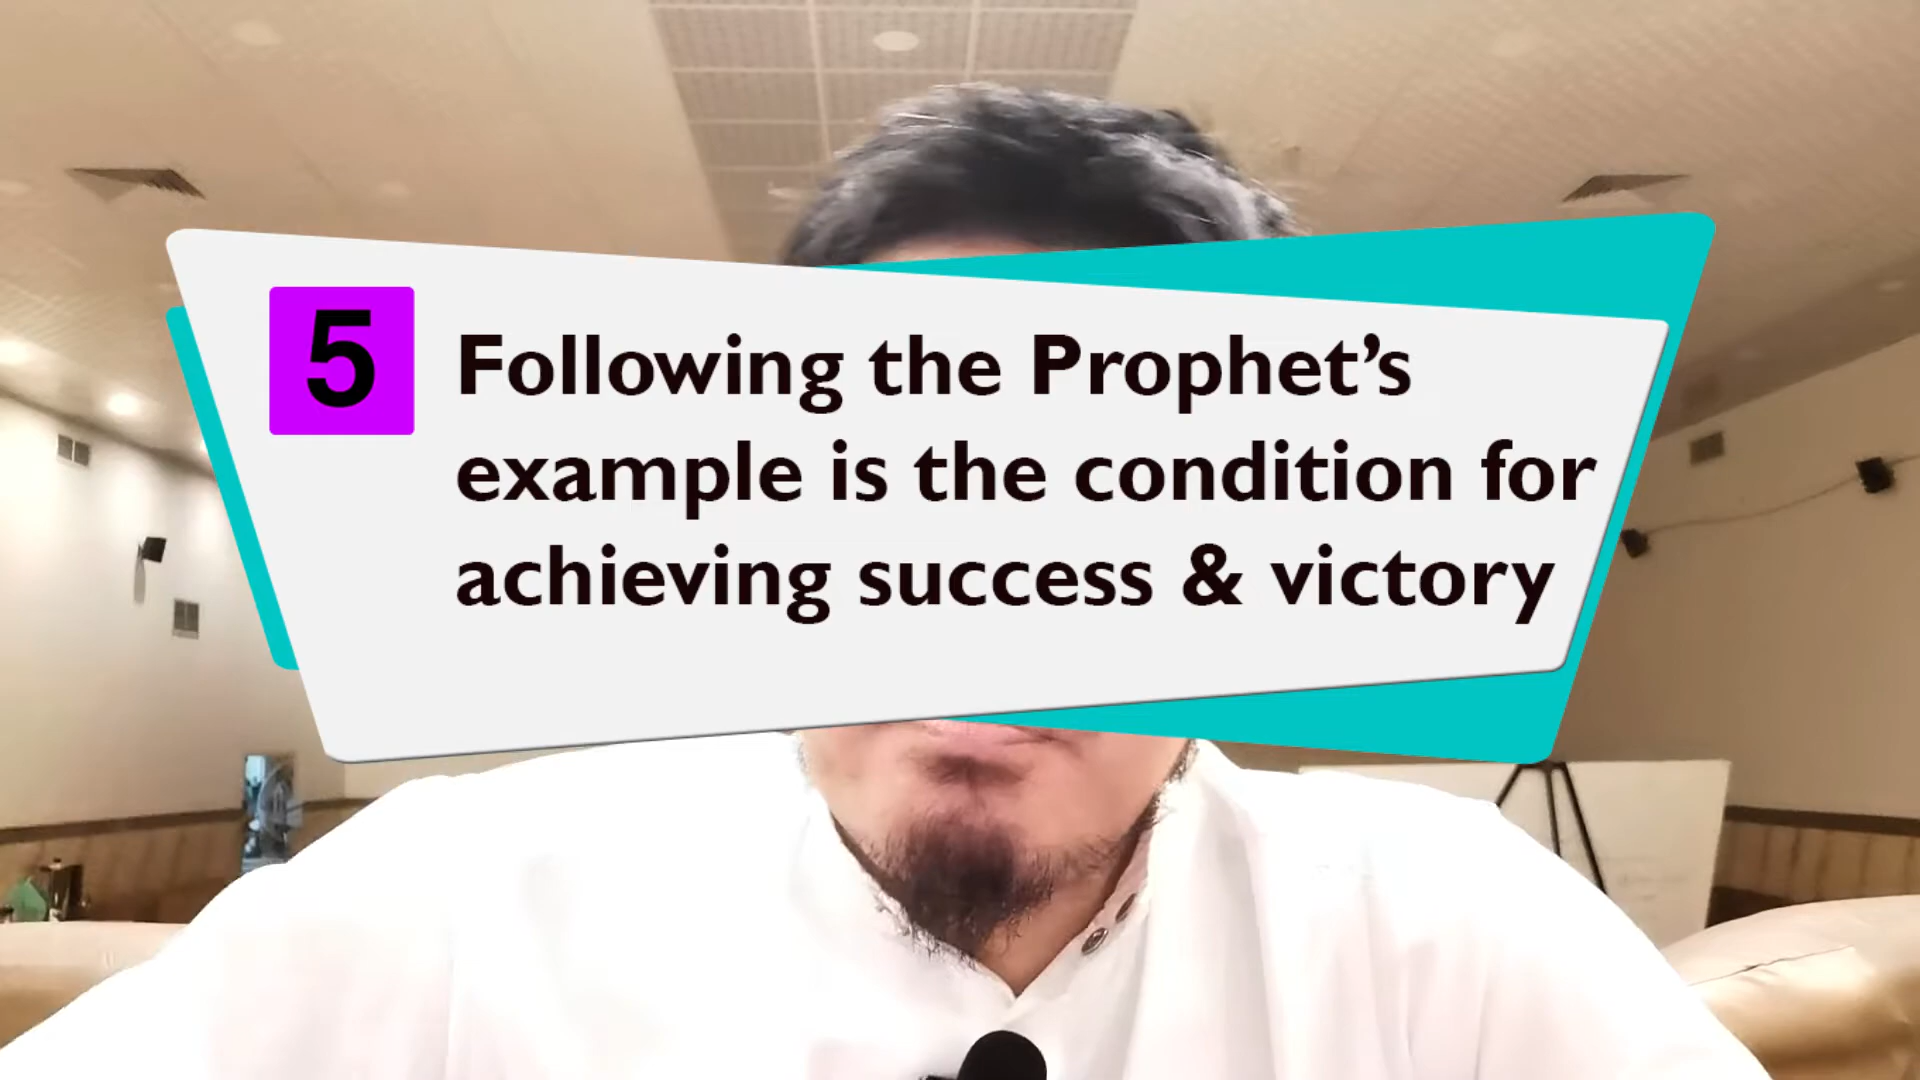 5 Following the Prophet’s
example is the condition for
achieving success & victory